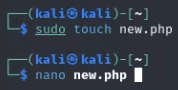 ┌──(kali㉿kali)-[~]
└─$ sudo touch new.php
┌──(kali㉿kali)-[~]
└─$ nano new.php